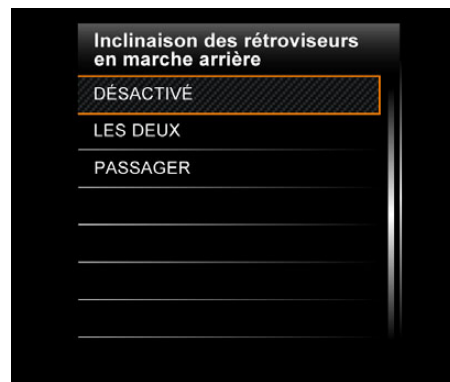 Inclinaison des rétroviseurs
en marche arrière
DÉSACTIVÉ
LES DEUX
PASSAGER